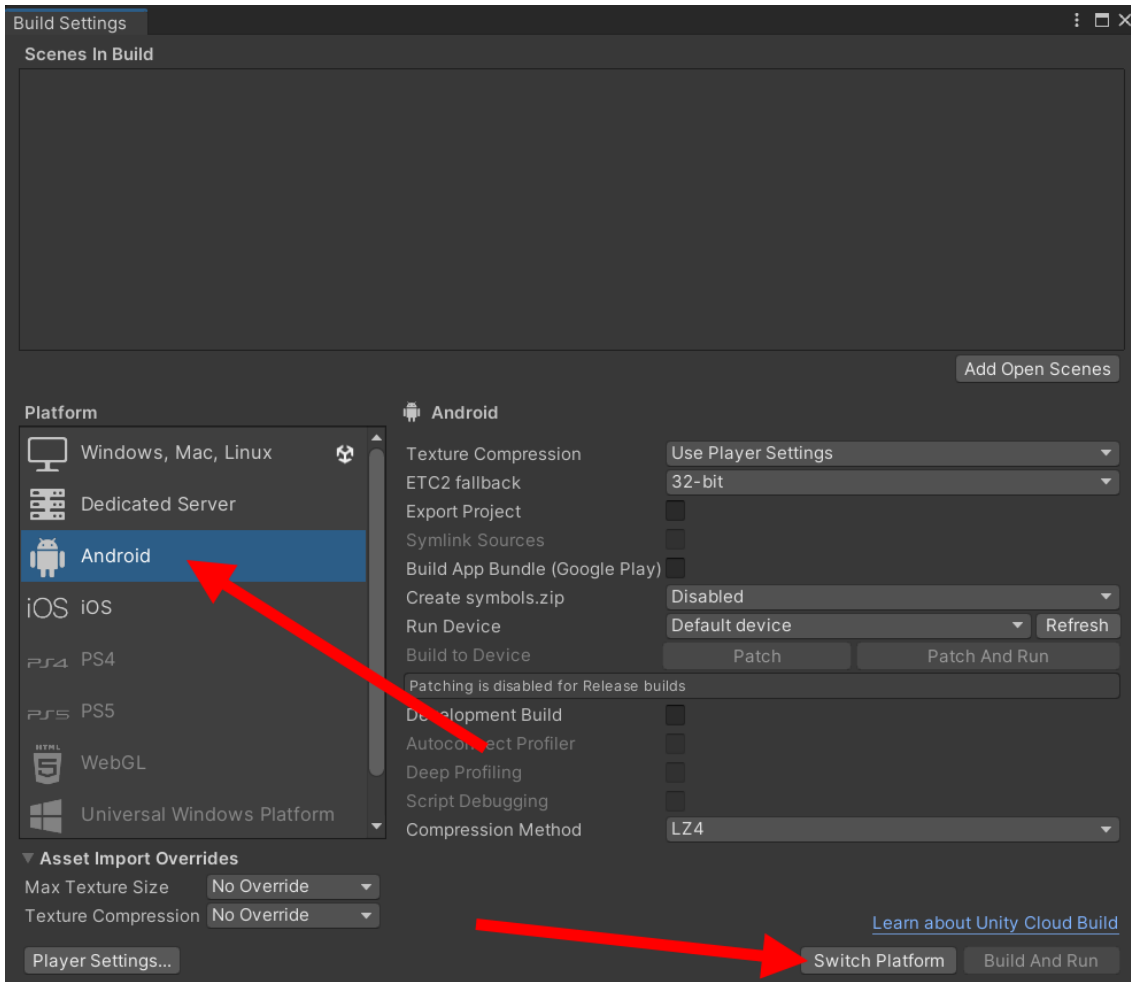 Build Settings
Scenes In Build
Add Open Scenes
Platform
Windows, Mac, Linux
Dedicated Server
Android
iOS iOS
PS4 PS4
PS5 PS5
HTML
5 WebGL
Universal Windows Platform
Android
Texture Compression Use Player Settings
ETC2 fallback 32-bit
Export Project
Symlink Sources
Build App Bundle (Google Play)
Create symbols.zip Disabled
Run Device Default device Refresh
Build to Device Patch Patch And Run
Patching is disabled for Release builds
Development Build
Autoconnect Profiler
Deep Profiling
Script Debugging
Compression Method LZ4
Asset Import Overrides
Max Texture Size No Override
Texture Compression No Override
Learn about Unity Cloud Build
Player Settings... Switch Platform Build And Run